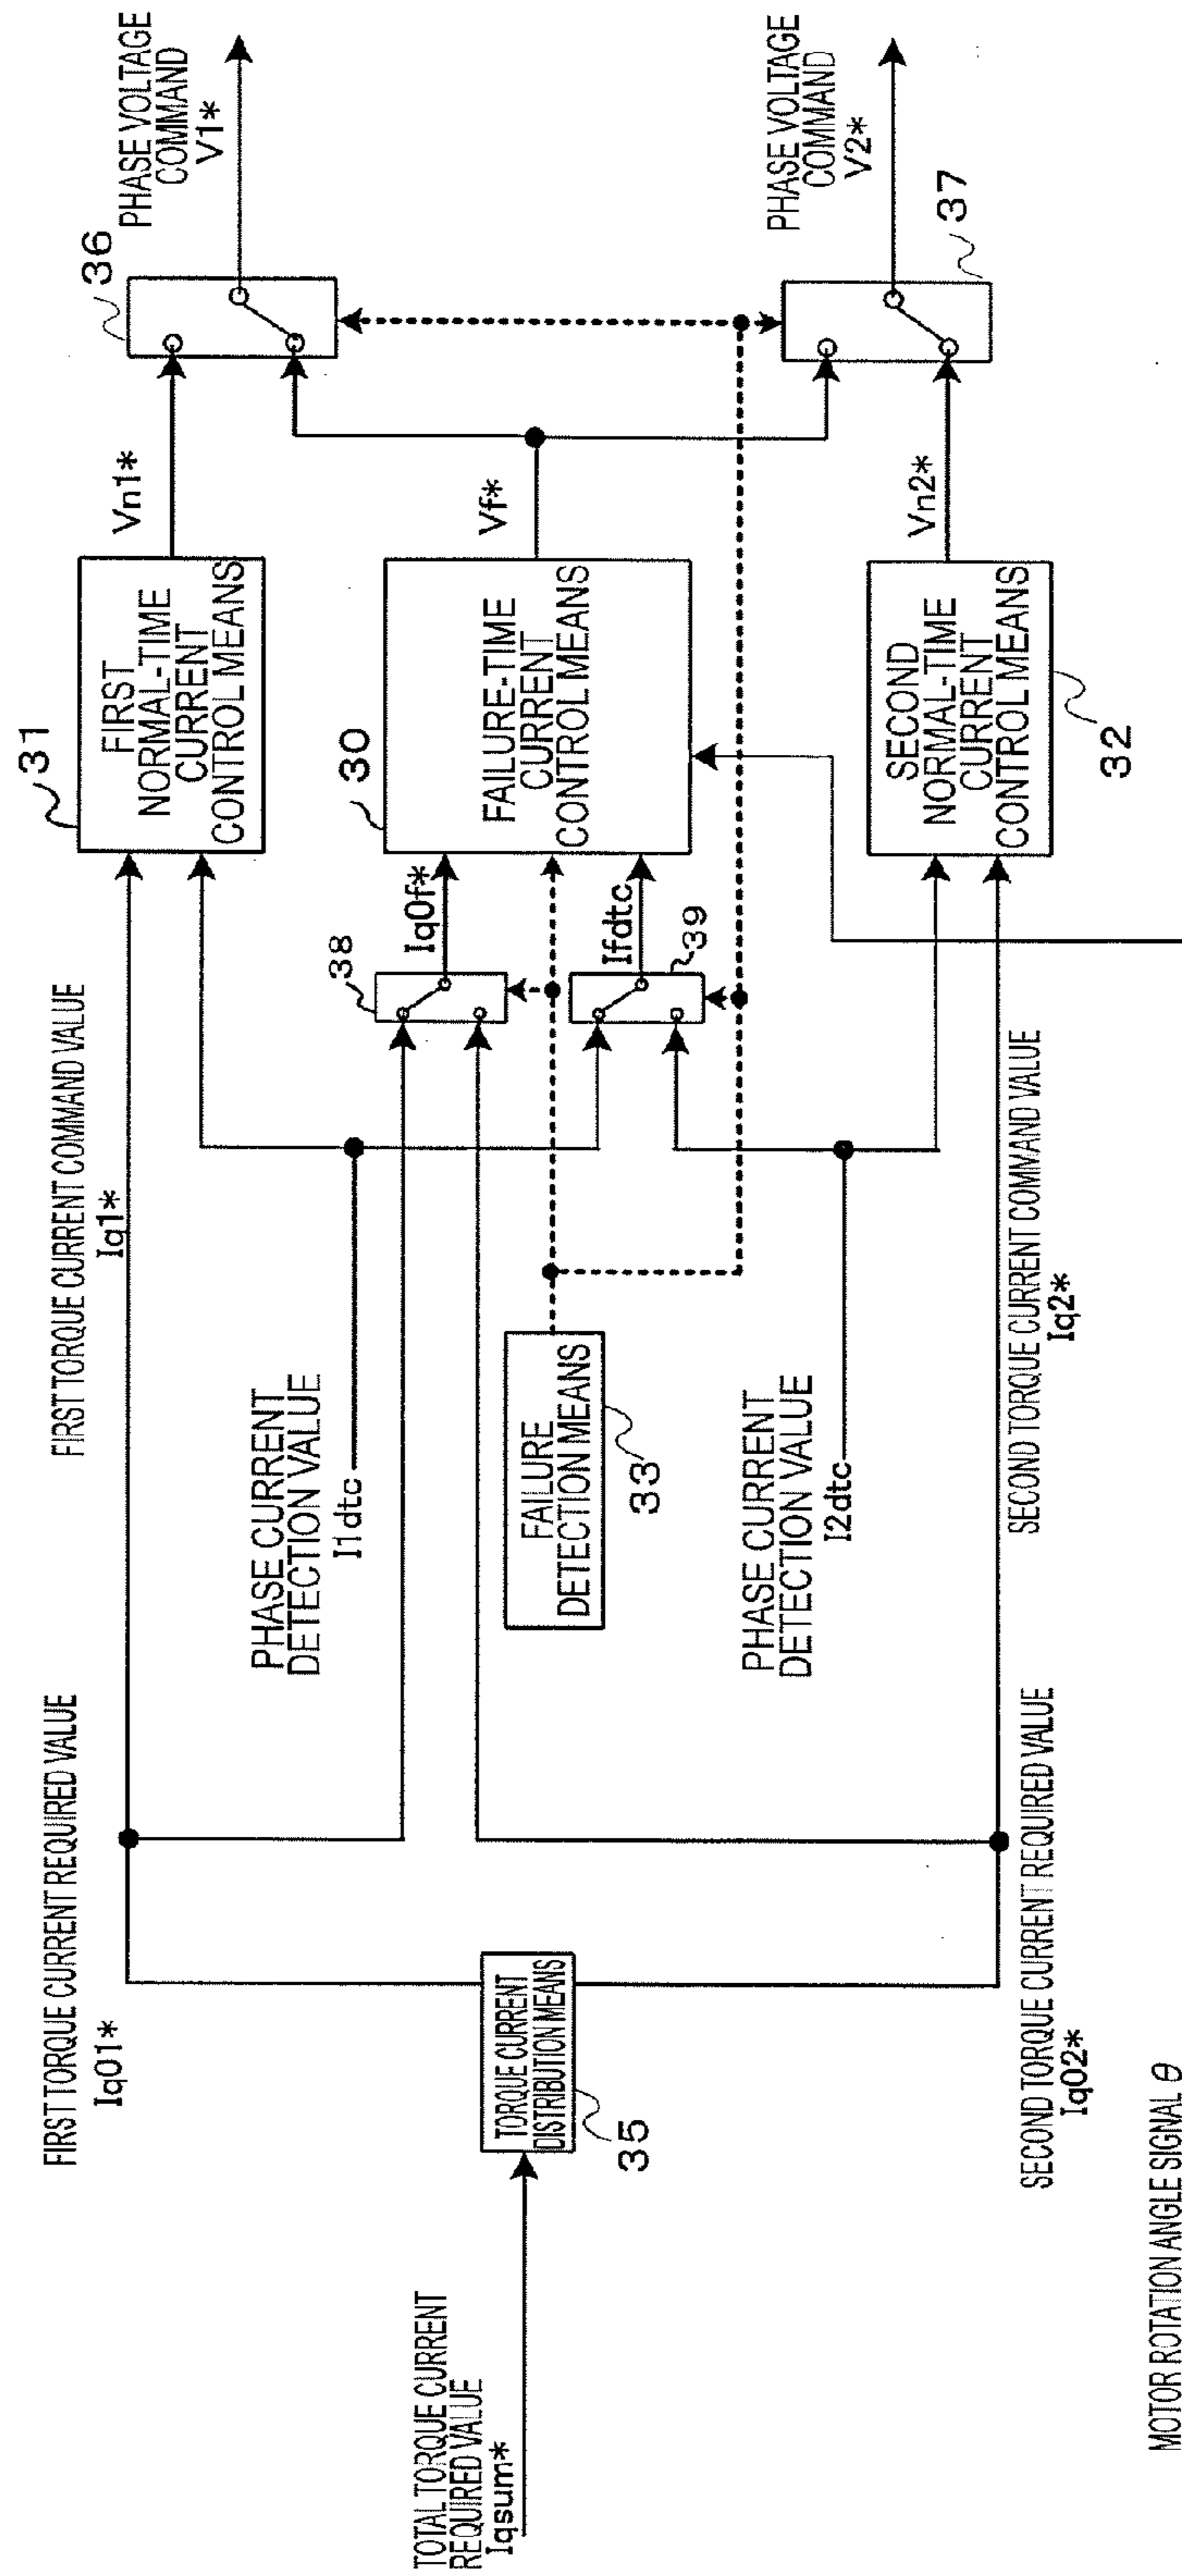 TOTAL TORQUE CURRENT
REQUIRED VALUE
Iqsum*
TORQUE CURRENT
DISTRIBUTION MEANS
35
FIRST TORQUE CURRENT REQUIRED VALUE
Iq01*
SECOND TORQUE CURRENT REQUIRED VALUE
Iq02*
MOTOR ROTATION ANGLE SIGNAL θ
FIRST TORQUE CURRENT COMMAND VALUE
Iq1*
PHASE CURRENT
DETECTION VALUE
I1dtc
FAILURE
DETECTION MEANS
33
PHASE CURRENT
DETECTION VALUE
I2dtc
SECOND TORQUE CURRENT COMMAND VALUE
Iq2*
38
Iq0f*
39
Ifdtc
31
FIRST
NORMAL-TIME
CURRENT
CONTROL MEANS
30
FAILURE-TIME
CURRENT
CONTROL MEANS
SECOND
NORMAL-TIME
CURRENT
CONTROL MEANS
32
Vn1*
Vf*
Vn2*
36
37
PHASE VOLTAGE
COMMAND
V1*
PHASE VOLTAGE
COMMAND
V2*